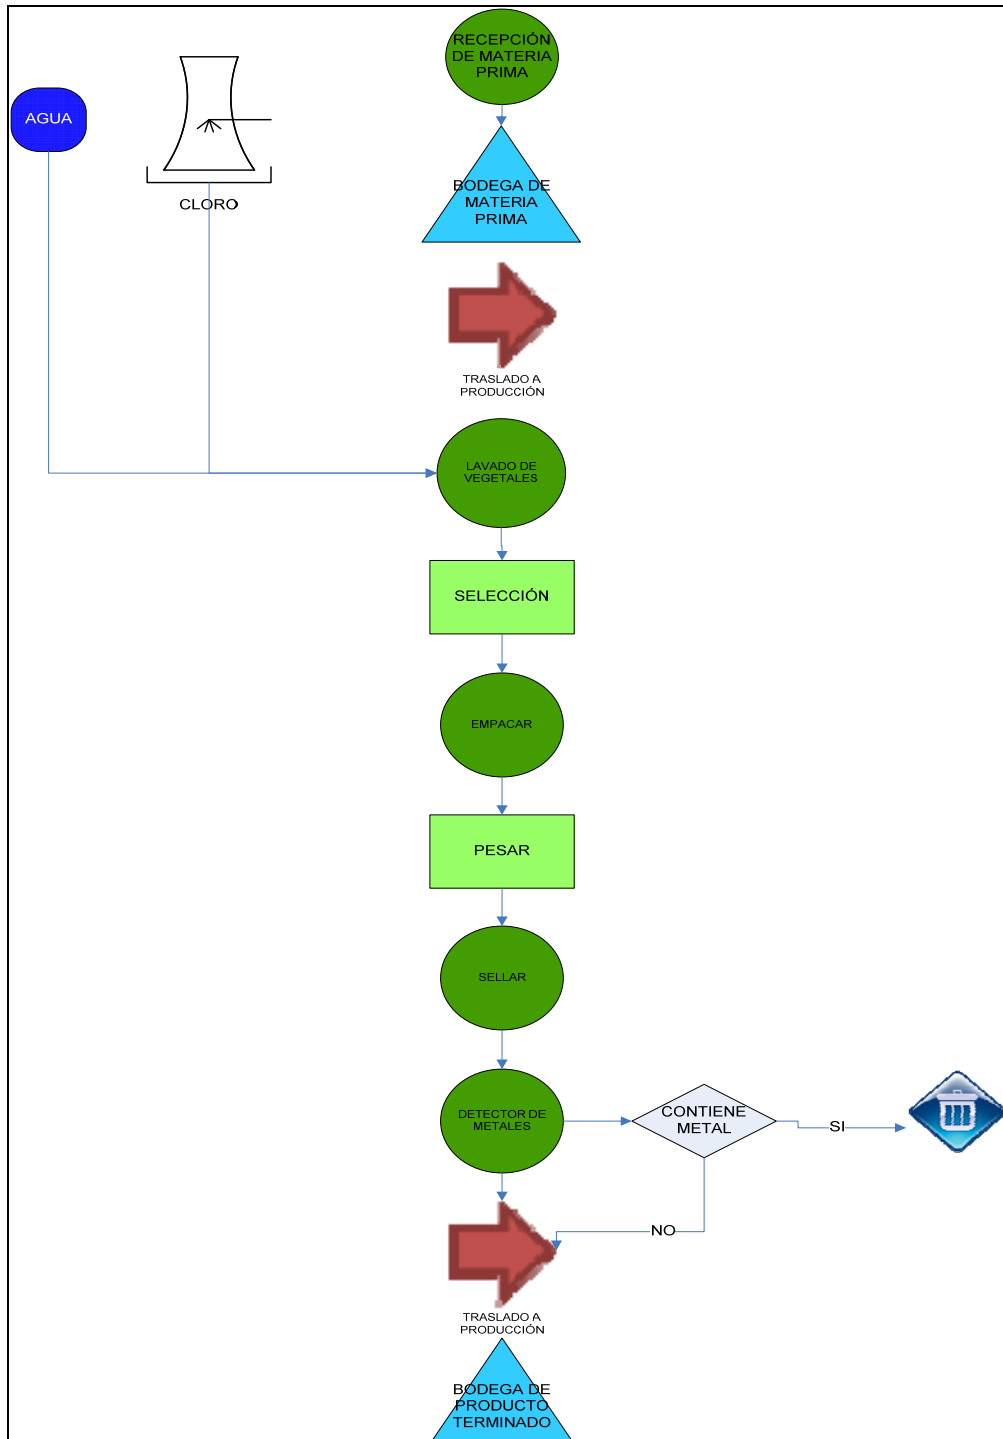 RECEPCIÓN
DE MATERIA
PRIMA
AGUA
CLORO
BODEGA DE
MATERIA
PRIMA
TRASLADO A
PRODUCCIÓN
LAVADO DE
VEGETALES
SELECCIÓN
EMPACAR
PESAR
SELLAR
DETECTOR DE
METALES
CONTIENE
METAL
SI
NO
TRASLADO A
PRODUCCIÓN
BODEGA DE
PRODUCTO
TERMINADO